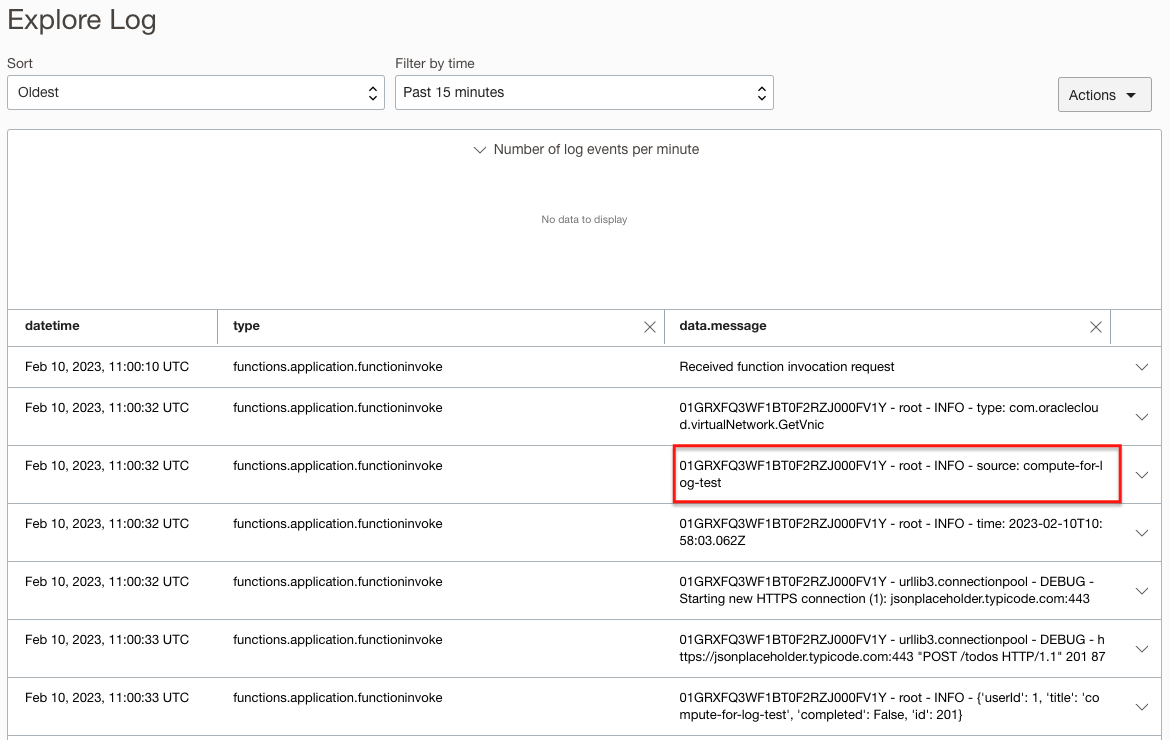 Explore Log
Sort
Filter by time
Oldest
Past 15 minutes
Actions
Number of log events per minute
No data to display
datetime
type
data.message
Feb 10, 2023, 11:00:10 UTC
functions.application.functioninvoke
Received function invocation request
Feb 10, 2023, 11:00:32 UTC
functions.application.functioninvoke
01GRXFQ3WF1BT0F2RZJ000FV1Y - root - INFO - type: com.oracleclou
d.virtualNetwork.GetVnic
Feb 10, 2023, 11:00:32 UTC
functions.application.functioninvoke
01GRXFQ3WF1BT0F2RZJ000FV1Y - root - INFO - source: compute-for-l
og-test
Feb 10, 2023, 11:00:32 UTC
functions.application.functioninvoke
01GRXFQ3WF1BT0F2RZJ000FV1Y - root - INFO - time: 2023-02-10T10:
58:03.062Z
Feb 10, 2023, 11:00:32 UTC
functions.application.functioninvoke
01GRXFQ3WF1BT0F2RZJ000FV1Y - urllib3.connectionpool - DEBUG -
Starting new HTTPS connection (1): jsonplaceholder.typicode.com:443
Feb 10, 2023, 11:00:33 UTC
functions.application.functioninvoke
01GRXFQ3WF1BT0F2RZJ000FV1Y - urllib3.connectionpool - DEBUG - h
ttps://jsonplaceholder.typicode.com:443 "POST /todos HTTP/1.1" 201 87
Feb 10, 2023, 11:00:33 UTC
functions.application.functioninvoke
01GRXFQ3WF1BT0F2RZJ000FV1Y - root - INFO - {'userId': 1, 'title': 'co
mpute-for-log-test', 'completed': False, 'id': 201}